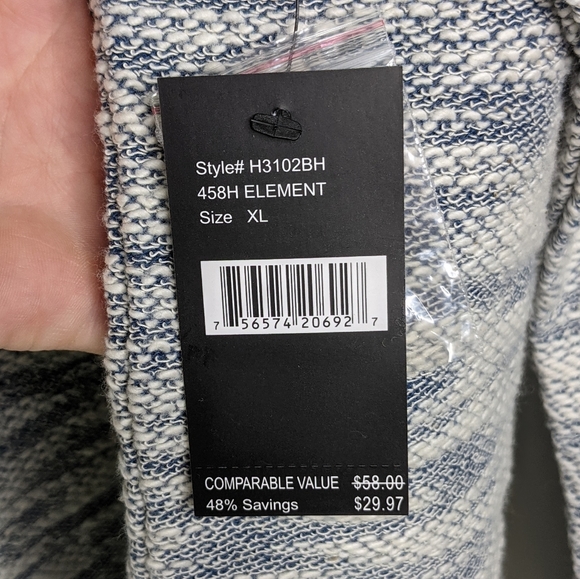 Style# H3102BH
458H ELEMENT
Size XL
7 56574 20692 7
COMPARABLE VALUE $58.00
48% Savings $29.97